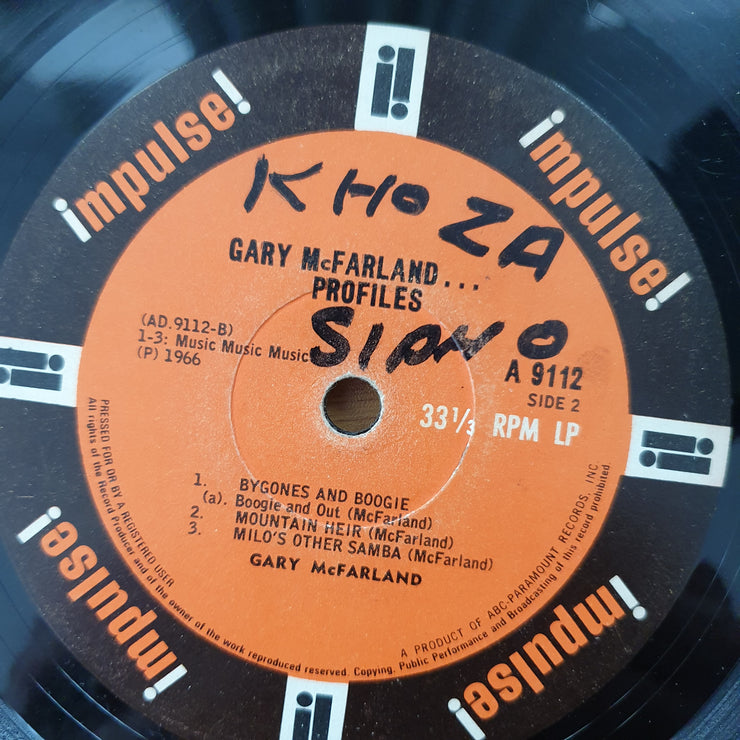 impulse!
impulse!
KHOZA
GARY McFARLAND...
PROFILES
(AD.9112-B)
1-3: Music Music Music
(P) 1966
SIANO
A 9112
SIDE 2
33 1/3 RPM LP
1. BYGONES AND BOOGIE
(a). Boogie and Out (McFarland)
2. MOUNTAIN HEIR (McFarland)
3. MILO'S OTHER SAMBA (McFarland)
GARY McFARLAND
PRESSED FOR OR BY A REGISTERED USER
All rights of the Record Producer and of the owner of the work reproduced reserved. Copying, Public Performance and Broadcasting of this record prohibited.
A PRODUCT OF ABC-PARAMOUNT RECORDS, INC.
impulse!
impulse!